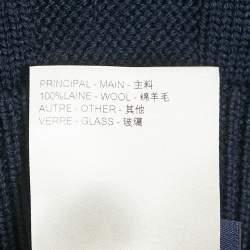 PRINCIPAL - MAIN - 主料
100%LAINE - WOOL - 綿羊毛
AUTRE - OTHER - 其他
VERRE - GLASS - 玻璃